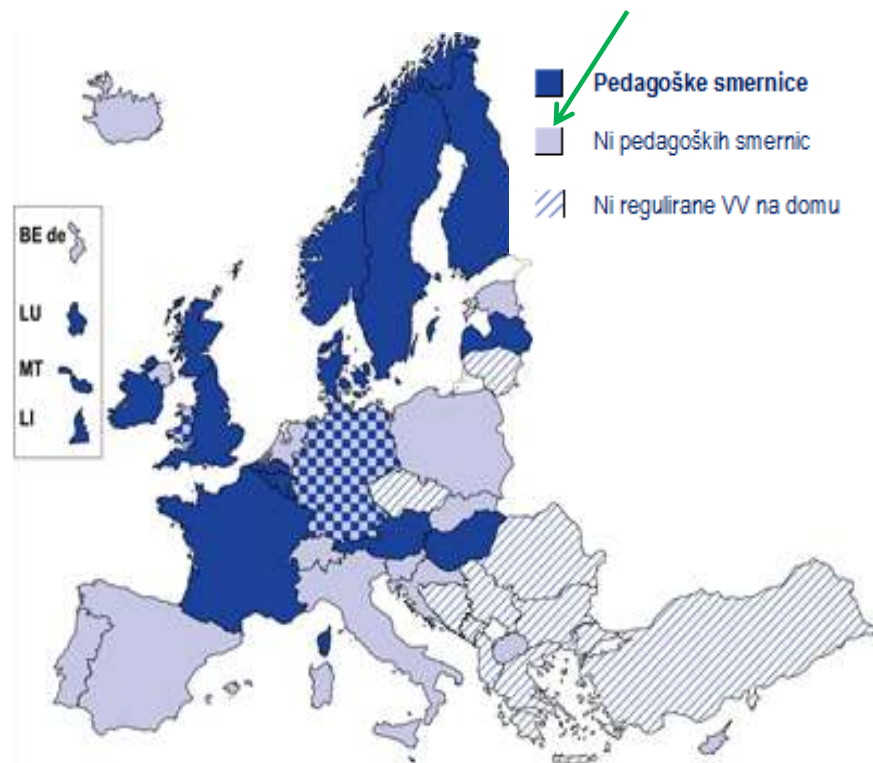 Pedagoške smernice
Ni pedagoških smernic
Ni regulirane VV na domu
BE de
LU
MT
LI